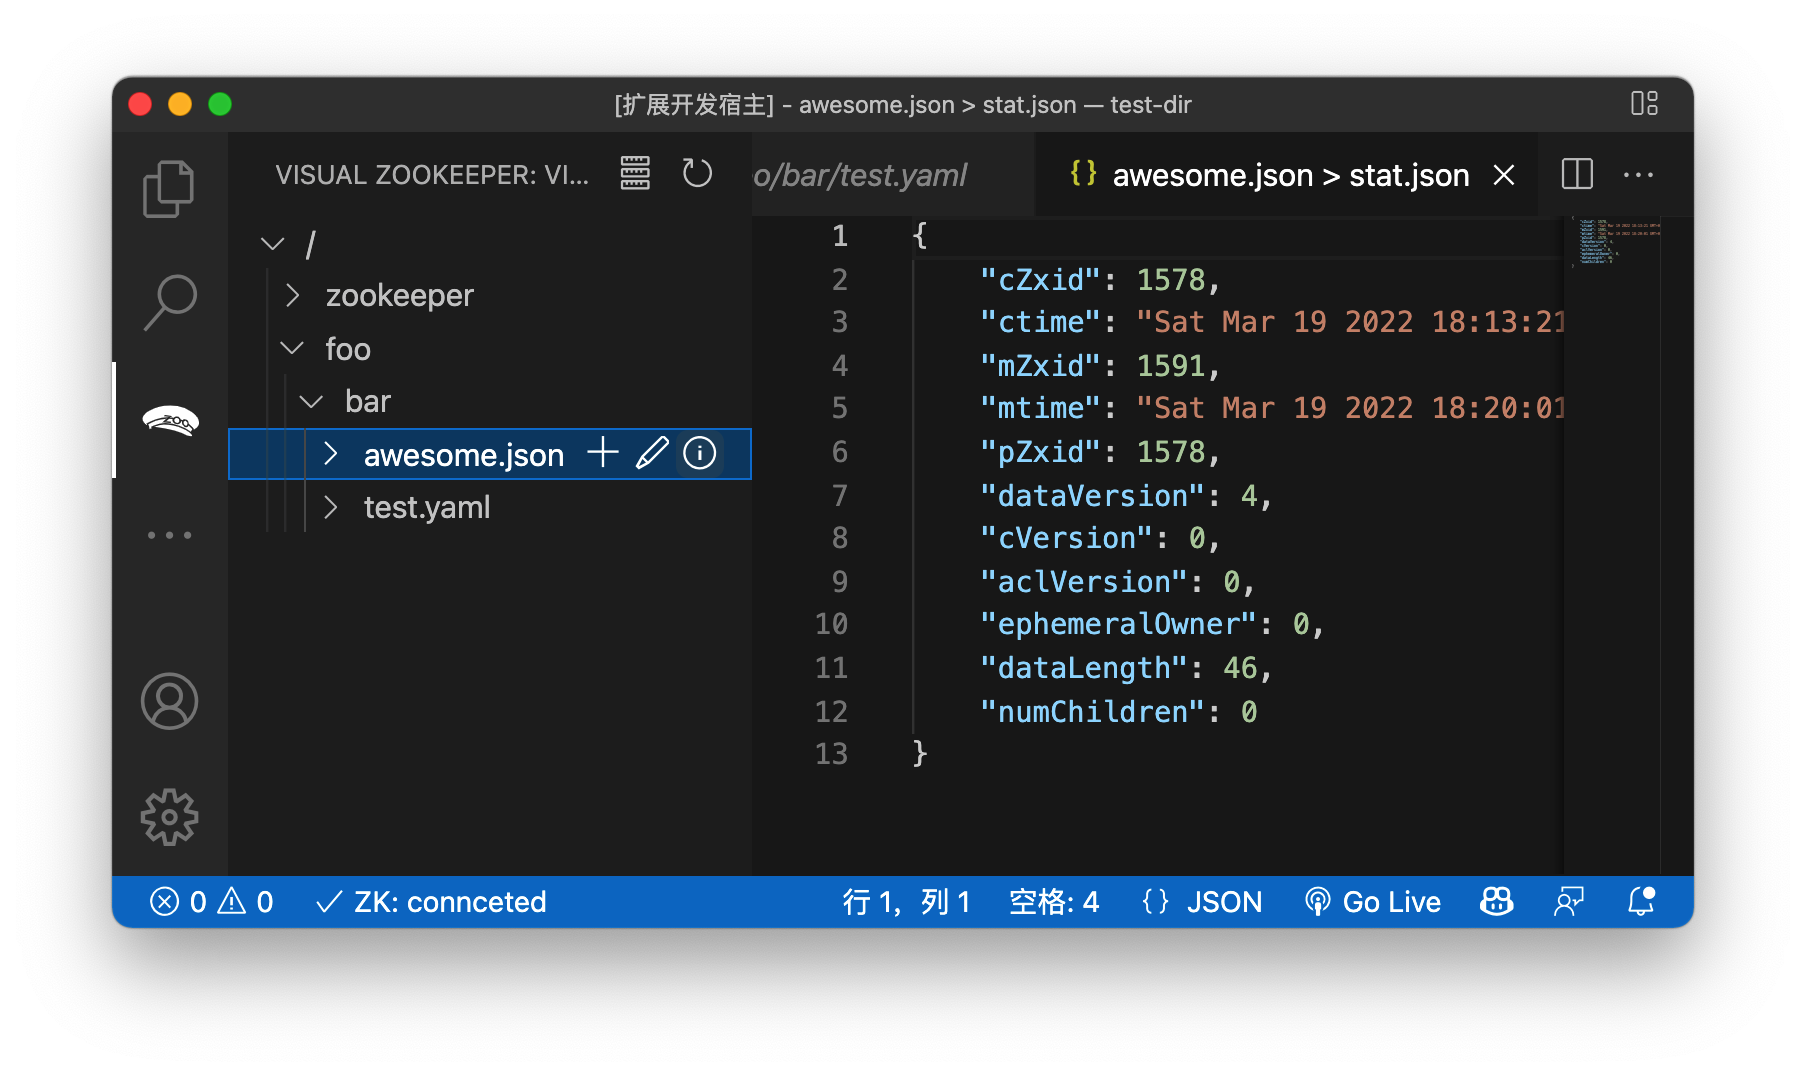 [扩展开发宿主] - awesome.json > stat.json — test-dir
VISUAL ZOOKEEPER: VI...
o/bar/test.yaml
{} awesome.json > stat.json
/
zookeeper
foo
bar
awesome.json
test.yaml
ZOO
1 {
2 "cZxid": 1578,
3 "ctime": "Sat Mar 19 2022 18:13:21
4 "mZxid": 1591,
5 "mtime": "Sat Mar 19 2022 18:20:01
6 "pZxid": 1578,
7 "dataVersion": 4,
8 "cVersion": 0,
9 "aclVersion": 0,
10 "ephemeralOwner": 0,
11 "dataLength": 46,
12 "numChildren": 0
13 }
0 0 ZK: connceted 行 1，列 1 空格: 4 {} JSON Go Live